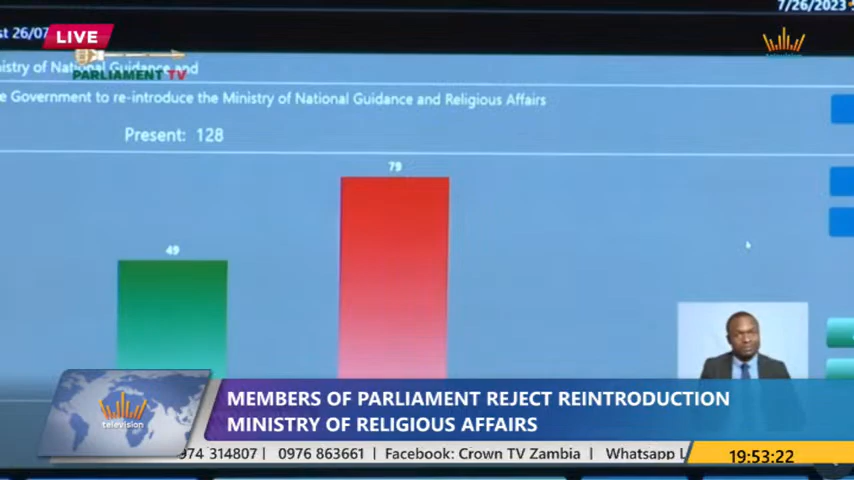 7/26/2023
LIVE
st 26/07
nistry of National Guidance and
PARLIAMENT TV
e Government to re-introduce the Ministry of National Guidance and Religious Affairs
Present: 128
79
49
television
MEMBERS OF PARLIAMENT REJECT REINTRODUCTION
MINISTRY OF RELIGIOUS AFFAIRS
974 314807 | 0976 863661 | Facebook: Crown TV Zambia | Whatsapp L
19:53:22